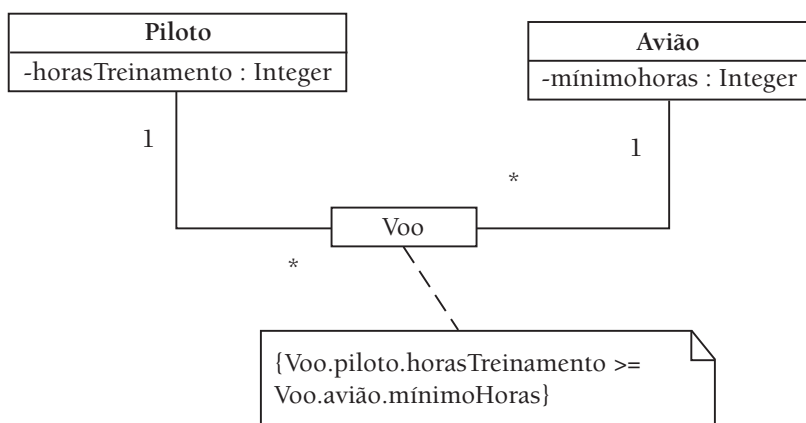 Piloto
-horasTreinamento : Integer
Avião
-mínimohoras : Integer
1
1
*
Voo
*
{Voo.piloto.horasTreinamento >=
Voo.avião.mínimoHoras}